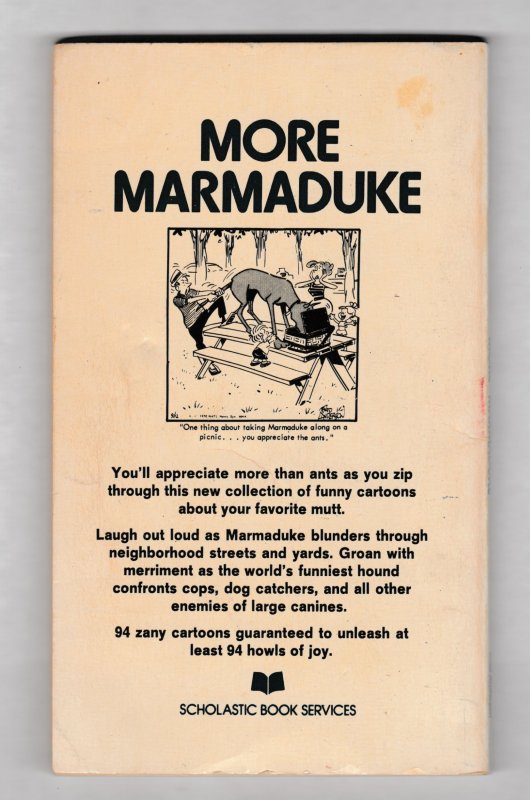 MORE
MARMADUKE
"One thing about taking Marmaduke along on a
picnic. . . you appreciate the ants."
You'll appreciate more than ants as you zip
through this new collection of funny cartoons
about your favorite mutt.
Laugh out loud as Marmaduke blunders through
neighborhood streets and yards. Groan with
merriment as the world's funniest hound
confronts cops, dog catchers, and all other
enemies of large canines.
94 zany cartoons guaranteed to unleash at
least 94 howls of joy.
SCHOLASTIC BOOK SERVICES